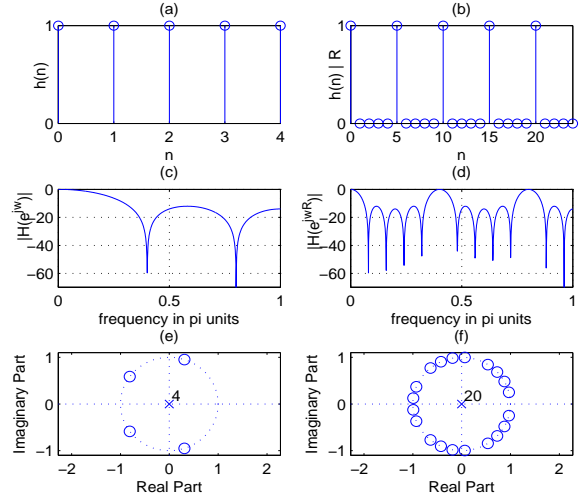 (a)
1
h(n)
0
0 1 2 3 4
n
(b)
1
h(n) | R
0
0 5 10 15 20
n
(c)
0
−20
−40
−60
|H(e^{jw})|
0 0.5 1
frequency in pi units
(d)
0
−20
−40
−60
|H(e^{jwR})|
0 0.5 1
frequency in pi units
(e)
1
0
−1
Imaginary Part
4
−2 −1 0 1 2
Real Part
(f)
1
0
−1
Imaginary Part
20
−2 −1 0 1 2
Real Part